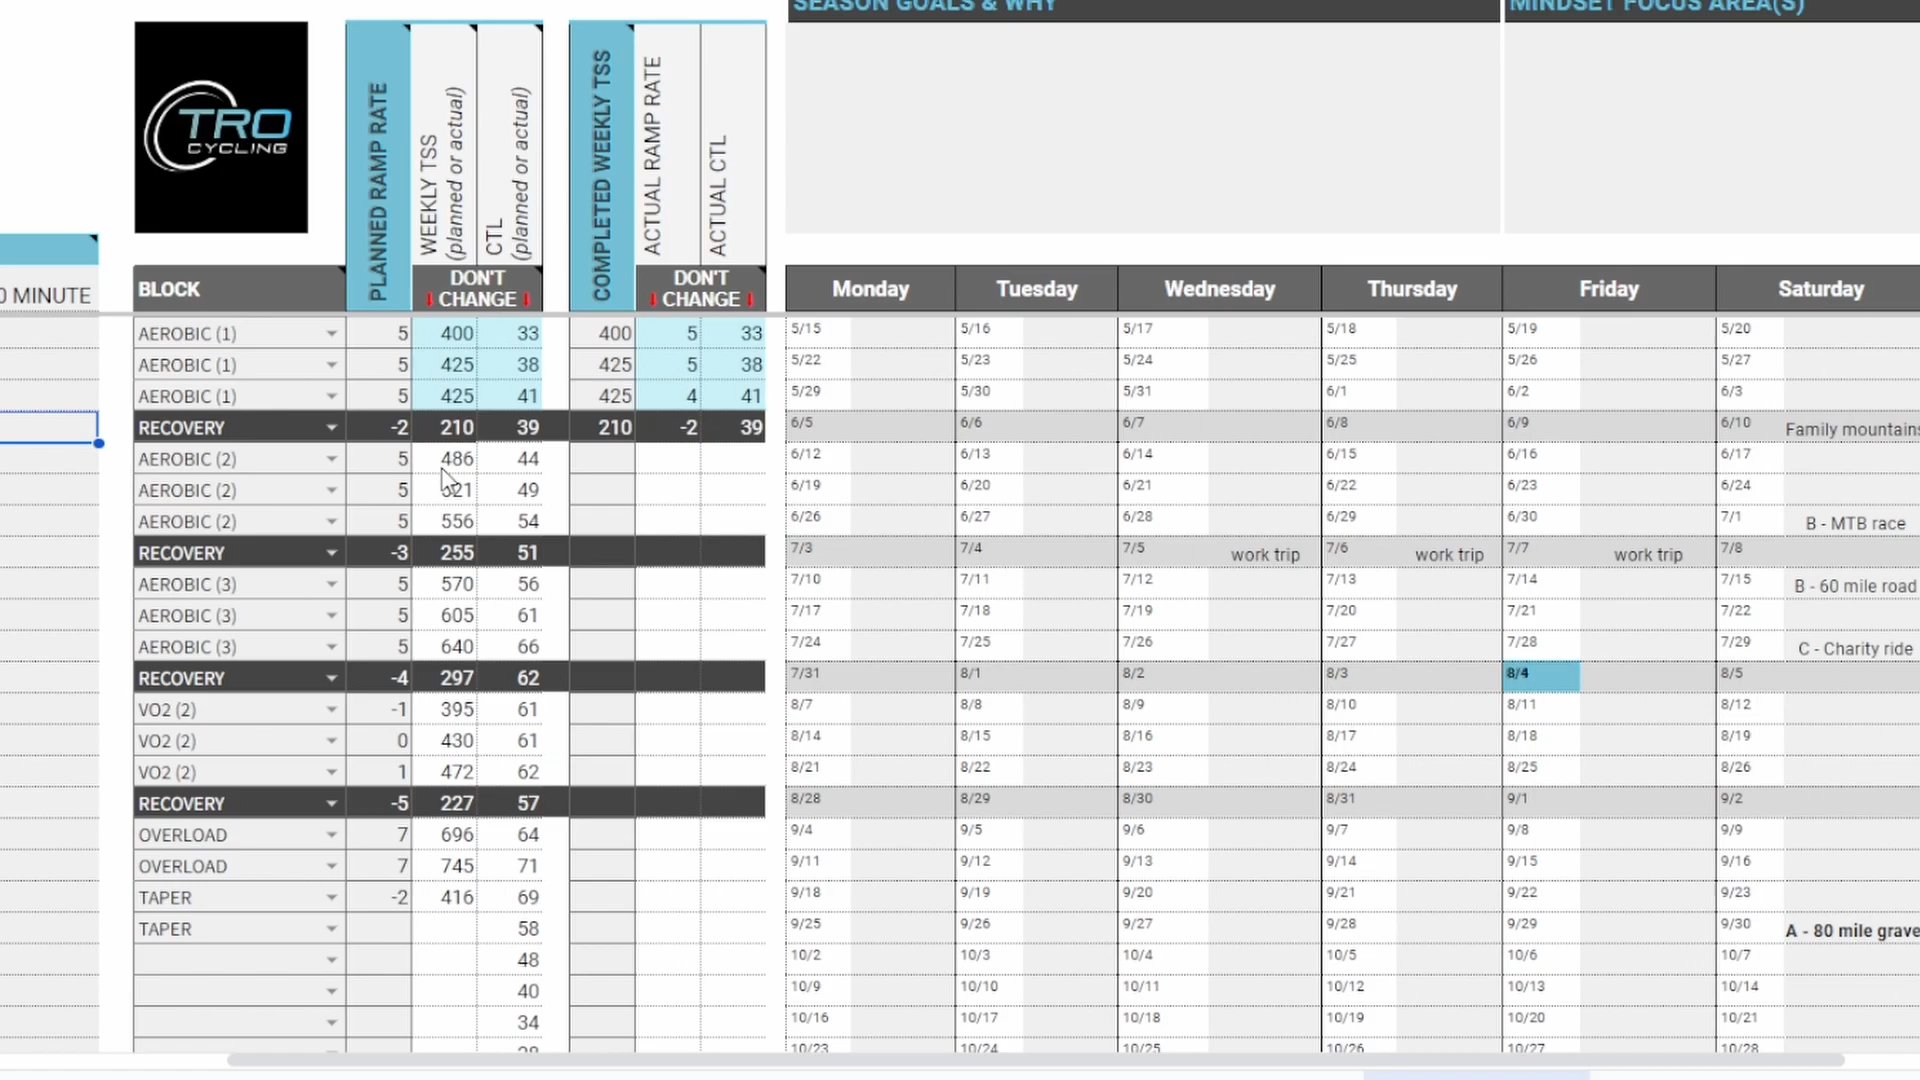 SEASON GOALS & WHY
MINDSET FOCUS AREA(S)
TRO
CYCLING
PLANNED RAMP RATE
WEEKLY TSS
(planned or actual)
CTL
(planned or actual)
COMPLETED WEEKLY TSS
ACTUAL RAMP RATE
ACTUAL CTL
0 MINUTE
BLOCK
DON'T
CHANGE
DON'T
CHANGE
Monday Tuesday Wednesday Thursday Friday Saturday
AEROBIC (1) 5 400 33 400 5 33 5/15 5/16 5/17 5/18 5/19 5/20
AEROBIC (1) 5 425 38 425 5 38 5/22 5/23 5/24 5/25 5/26 5/27
AEROBIC (1) 5 425 41 425 4 41 5/29 5/30 5/31 6/1 6/2 6/3
RECOVERY -2 210 39 210 -2 39 6/5 6/6 6/7 6/8 6/9 6/10 Family mountains
AEROBIC (2) 5 486 44 6/12 6/13 6/14 6/15 6/16 6/17
AEROBIC (2) 5 521 49 6/19 6/20 6/21 6/22 6/23 6/24
AEROBIC (2) 5 556 54 6/26 6/27 6/28 6/29 6/30 7/1 B - MTB race
RECOVERY -3 255 51 7/3 7/4 7/5 work trip 7/6 work trip 7/7 work trip 7/8
AEROBIC (3) 5 570 56 7/10 7/11 7/12 7/13 7/14 7/15 B - 60 mile road
AEROBIC (3) 5 605 61 7/17 7/18 7/19 7/20 7/21 7/22
AEROBIC (3) 5 640 66 7/24 7/25 7/26 7/27 7/28 7/29 C - Charity ride
RECOVERY -4 297 62 7/31 8/1 8/2 8/3 8/4 8/5
VO2 (2) -1 395 61 8/7 8/8 8/9 8/10 8/11 8/12
VO2 (2) 0 430 61 8/14 8/15 8/16 8/17 8/18 8/19
VO2 (2) 1 472 62 8/21 8/22 8/23 8/24 8/25 8/26
RECOVERY -5 227 57 8/28 8/29 8/30 8/31 9/1 9/2
OVERLOAD 7 696 64 9/4 9/5 9/6 9/7 9/8 9/9
OVERLOAD 7 745 71 9/11 9/12 9/13 9/14 9/15 9/16
TAPER -2 416 69 9/18 9/19 9/20 9/21 9/22 9/23
TAPER 58 9/25 9/26 9/27 9/28 9/29 9/30 A - 80 mile grave
48 10/2 10/3 10/4 10/5 10/6 10/7
40 10/9 10/10 10/11 10/12 10/13 10/14
34 10/16 10/17 10/18 10/19 10/20 10/21
10/23 10/24 10/25 10/26 10/27 10/28